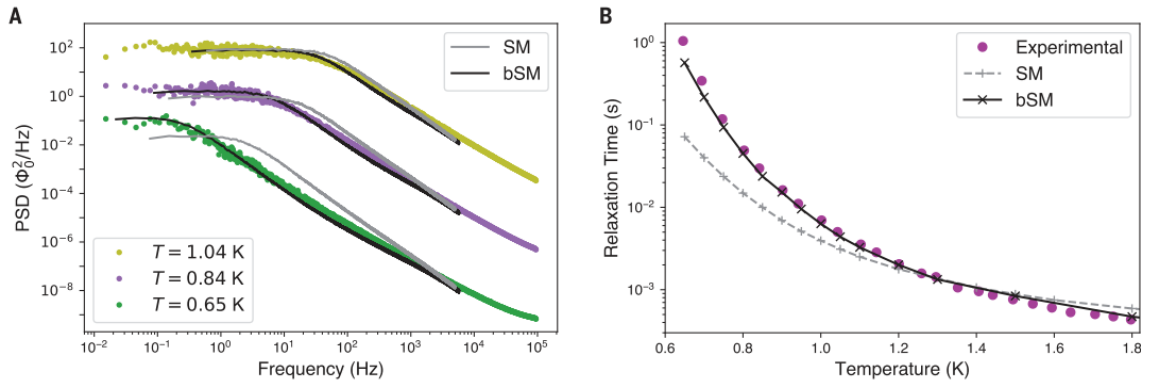 A
PSD (Φ₀²/Hz)
10²
10⁰
10⁻²
10⁻⁴
10⁻⁶
10⁻⁸
SM
bSM
T = 1.04 K
T = 0.84 K
T = 0.65 K
10⁻²
10⁻¹
10⁰
10¹
10²
10³
10⁴
10⁵
Frequency (Hz)
B
Relaxation Time (s)
10⁰
10⁻¹
10⁻²
10⁻³
Experimental
SM
bSM
0.6
0.8
1.0
1.2
1.4
1.6
1.8
Temperature (K)